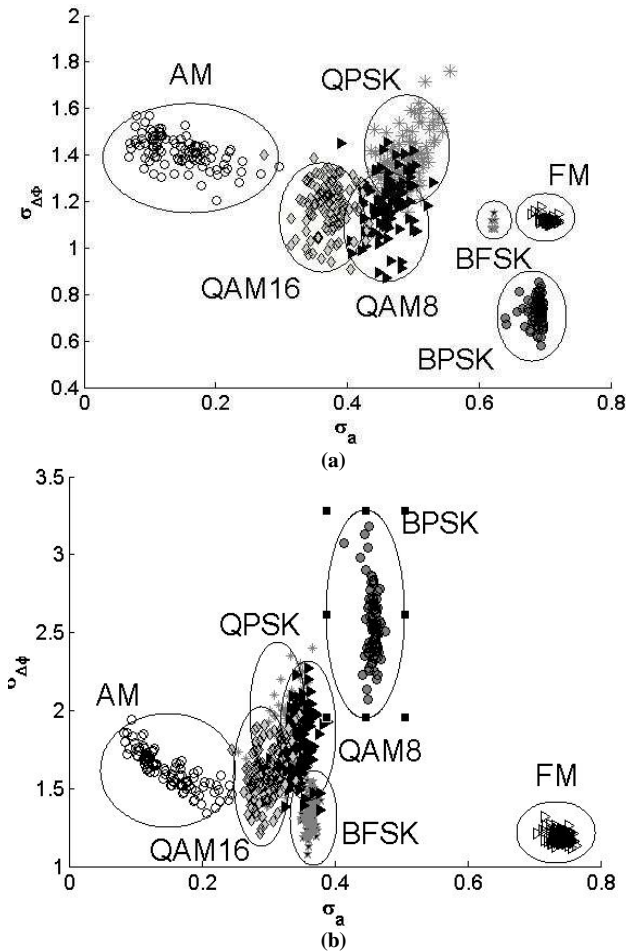 2
1.8
1.6
1.4
1.2
1
0.8
0.6
0.4
σΔΦ
AM
QPSK
FM
BFSK
QAM16
QAM8
BPSK
0
0.2
0.4
0.6
0.8
σa
(a)
3.5
3
2.5
2
1.5
1
σΔΦ
BPSK
QPSK
AM
QAM8
FM
QAM16
BFSK
0
0.2
0.4
0.6
0.8
σa
(b)